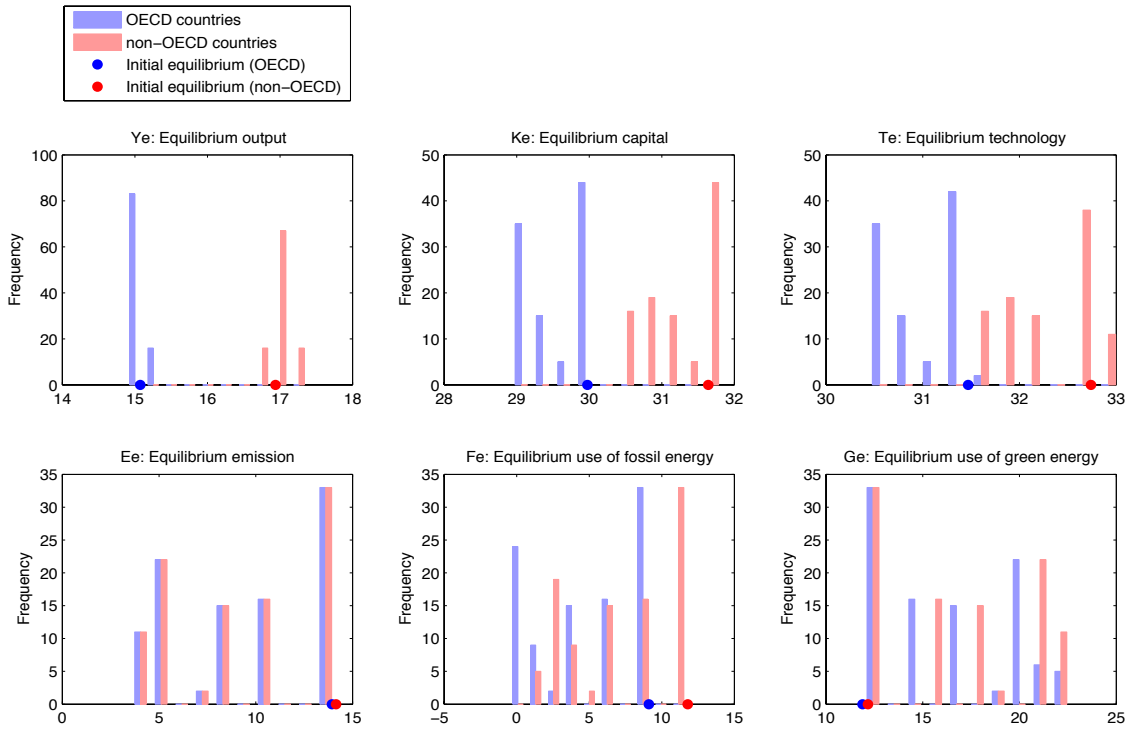 OECD countries
non−OECD countries
Initial equilibrium (OECD)
Initial equilibrium (non−OECD)
Ye: Equilibrium output
100
80
60
40
20
0
Frequency
14 15 16 17 18
Ke: Equilibrium capital
50
40
30
20
10
0
Frequency
28 29 30 31 32
Te: Equilibrium technology
50
40
30
20
10
0
Frequency
30 31 32 33
Ee: Equilibrium emission
35
30
25
20
15
10
5
0
Frequency
0 5 10 15
Fe: Equilibrium use of fossil energy
35
30
25
20
15
10
5
0
Frequency
−5 0 5 10 15
Ge: Equilibrium use of green energy
35
30
25
20
15
10
5
0
Frequency
10 15 20 25